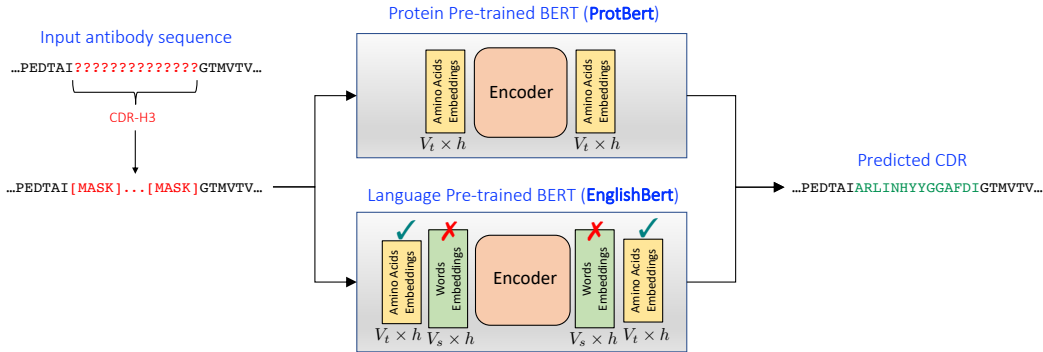 Input antibody sequence
…PEDTAI??????????????GTMVTV…
CDR-H3
…PEDTAI[MASK]...[MASK]GTMVTV…
Protein Pre-trained BERT (ProtBert)
Amino Acids
Embeddings
V_t × h
Encoder
Amino Acids
Embeddings
V_t × h
Language Pre-trained BERT (EnglishBert)
✓
Amino Acids
Embeddings
V_t × h
✗
Words
Embeddings
V_s × h
Encoder
✗
Words
Embeddings
V_s × h
✓
Amino Acids
Embeddings
V_t × h
Predicted CDR
…PEDTAIARLINHYYGGAFDIGTMVTV…